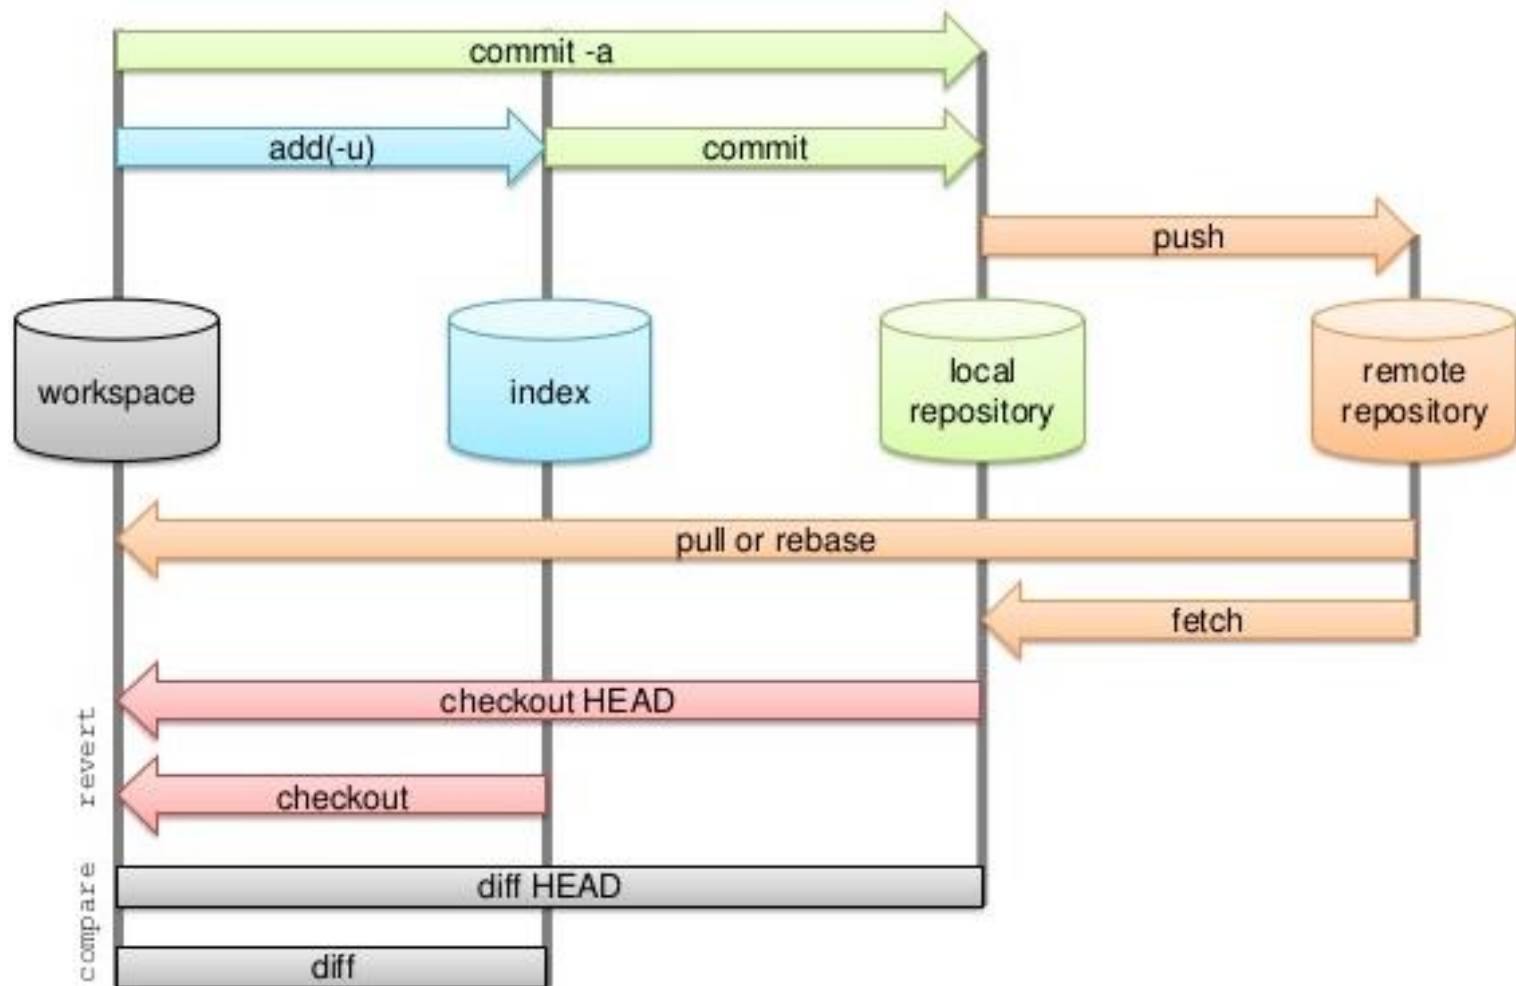 commit -a
add(-u)
commit
push
workspace
index
local
repository
remote
repository
pull or rebase
fetch
checkout HEAD
revert
checkout
diff HEAD
compare
diff